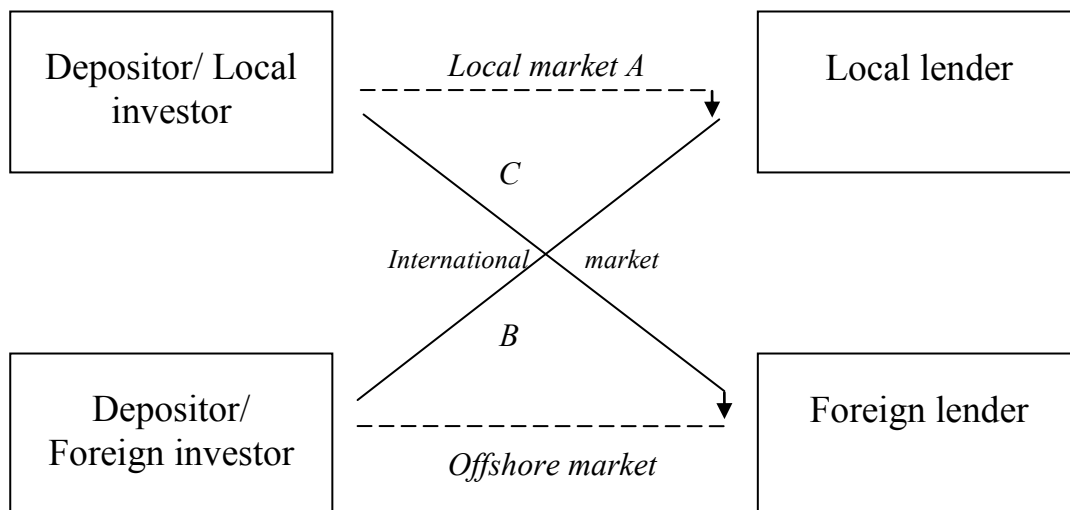 Depositor/ Local
investor
Local market A
Local lender
C
International market
B
Depositor/
Foreign investor
Foreign lender
Offshore market